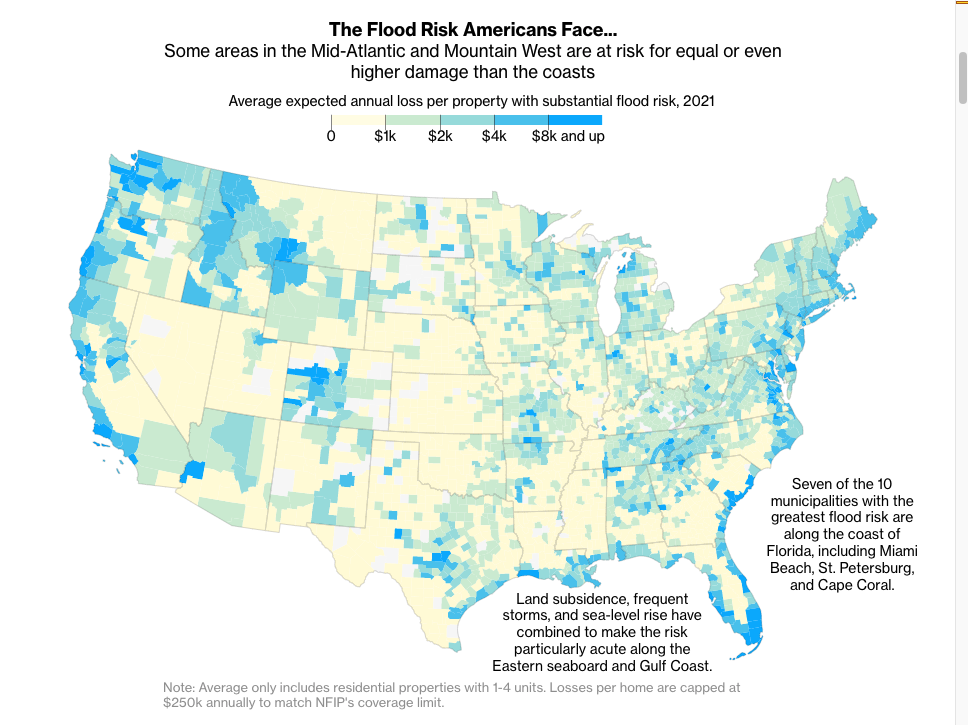 The Flood Risk Americans Face...
Some areas in the Mid-Atlantic and Mountain West are at risk for equal or even
higher damage than the coasts
Average expected annual loss per property with substantial flood risk, 2021
0 $1k $2k $4k $8k and up
Seven of the 10
municipalities with the
greatest flood risk are
along the coast of
Florida, including Miami
Beach, St. Petersburg,
and Cape Coral.
Land subsidence, frequent
storms, and sea-level rise have
combined to make the risk
particularly acute along the
Eastern seaboard and Gulf Coast.
Note: Average only includes residential properties with 1-4 units. Losses per home are capped at
$250k annually to match NFIP's coverage limit.